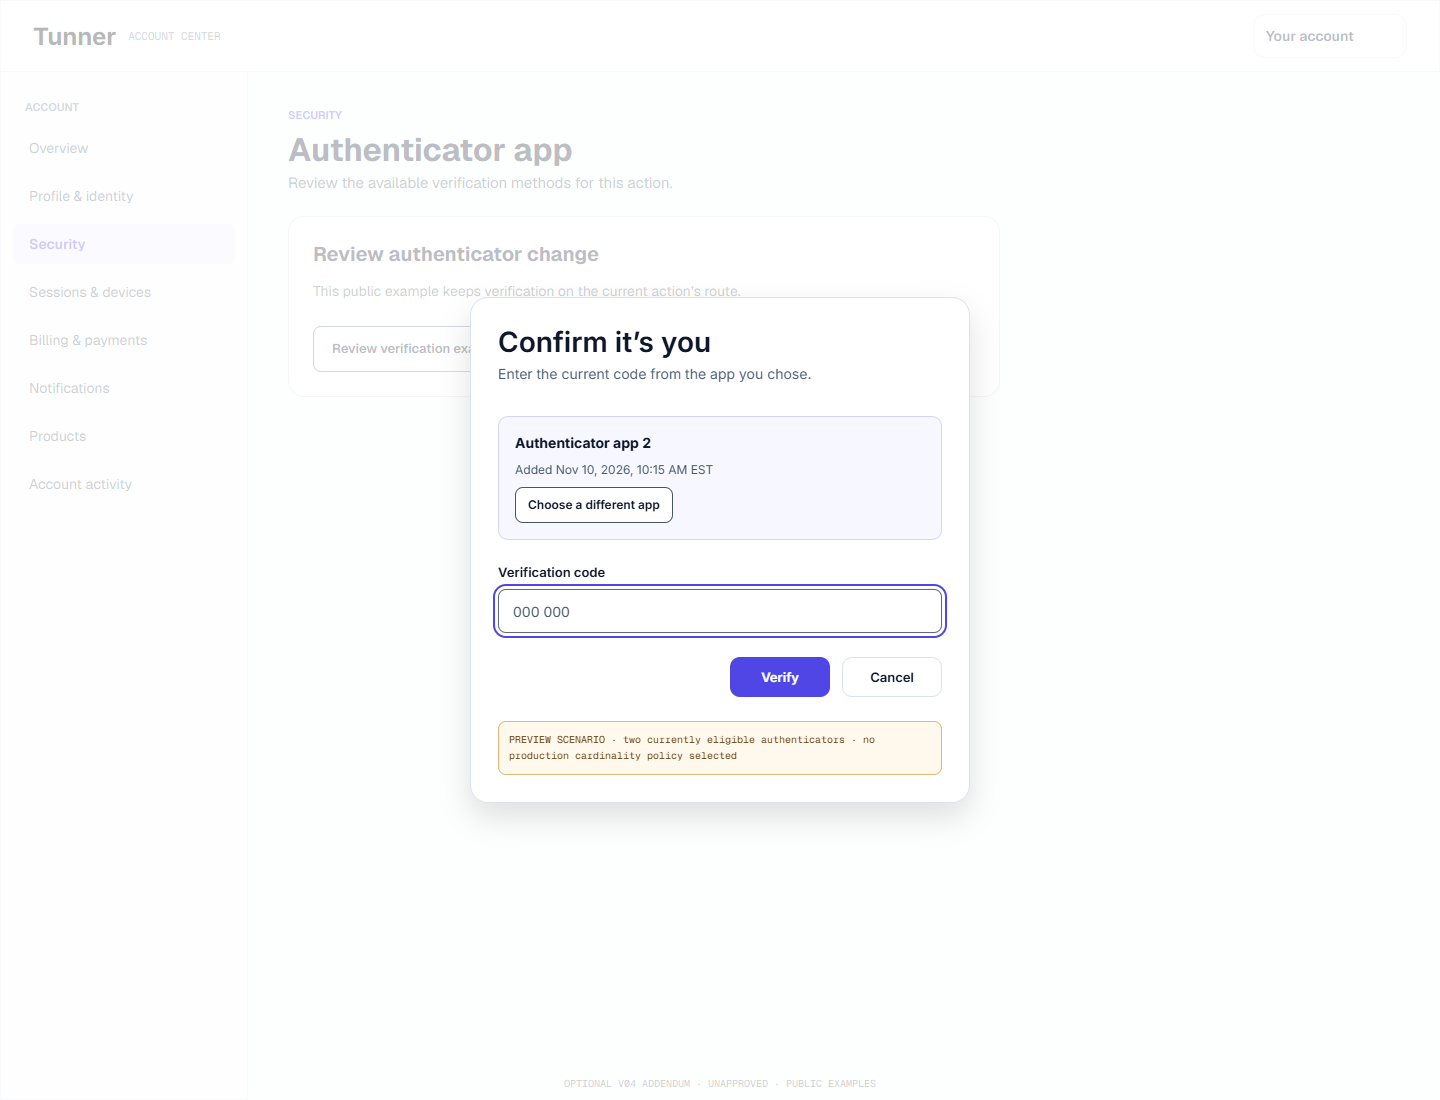 Tunner ACCOUNT CENTER
Your account
ACCOUNT
Overview
Profile & identity
Security
Sessions & devices
Billing & payments
Notifications
Products
Account activity
SECURITY
Authenticator app
Review the available verification methods for this action.
Review authenticator change
This public example keeps verification on the current action's route.
Review verification exa
Confirm it’s you
Enter the current code from the app you chose.
Authenticator app 2
Added Nov 10, 2026, 10:15 AM EST
Choose a different app
Verification code
000 000
Verify
Cancel
PREVIEW SCENARIO · two currently eligible authenticators · no
production cardinality policy selected
OPTIONAL V04 ADDENDUM · UNAPPROVED · PUBLIC EXAMPLES